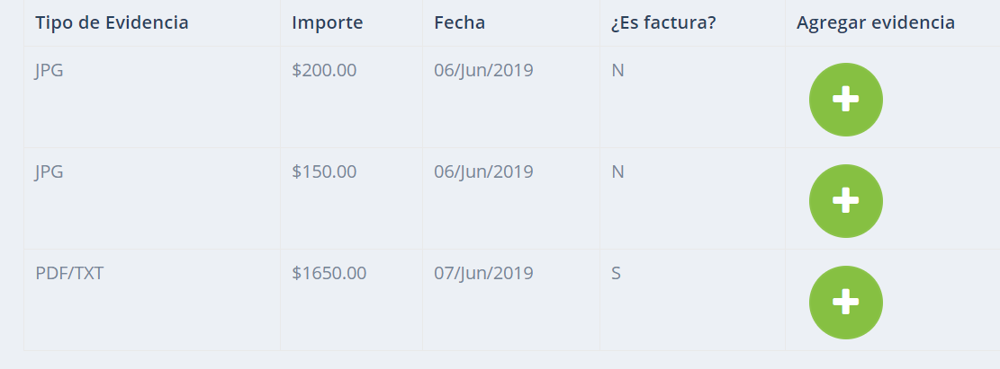 Tipo de Evidencia Importe Fecha ¿Es factura? Agregar evidencia
JPG $200.00 06/Jun/2019 N
JPG $150.00 06/Jun/2019 N
PDF/TXT $1650.00 07/Jun/2019 S